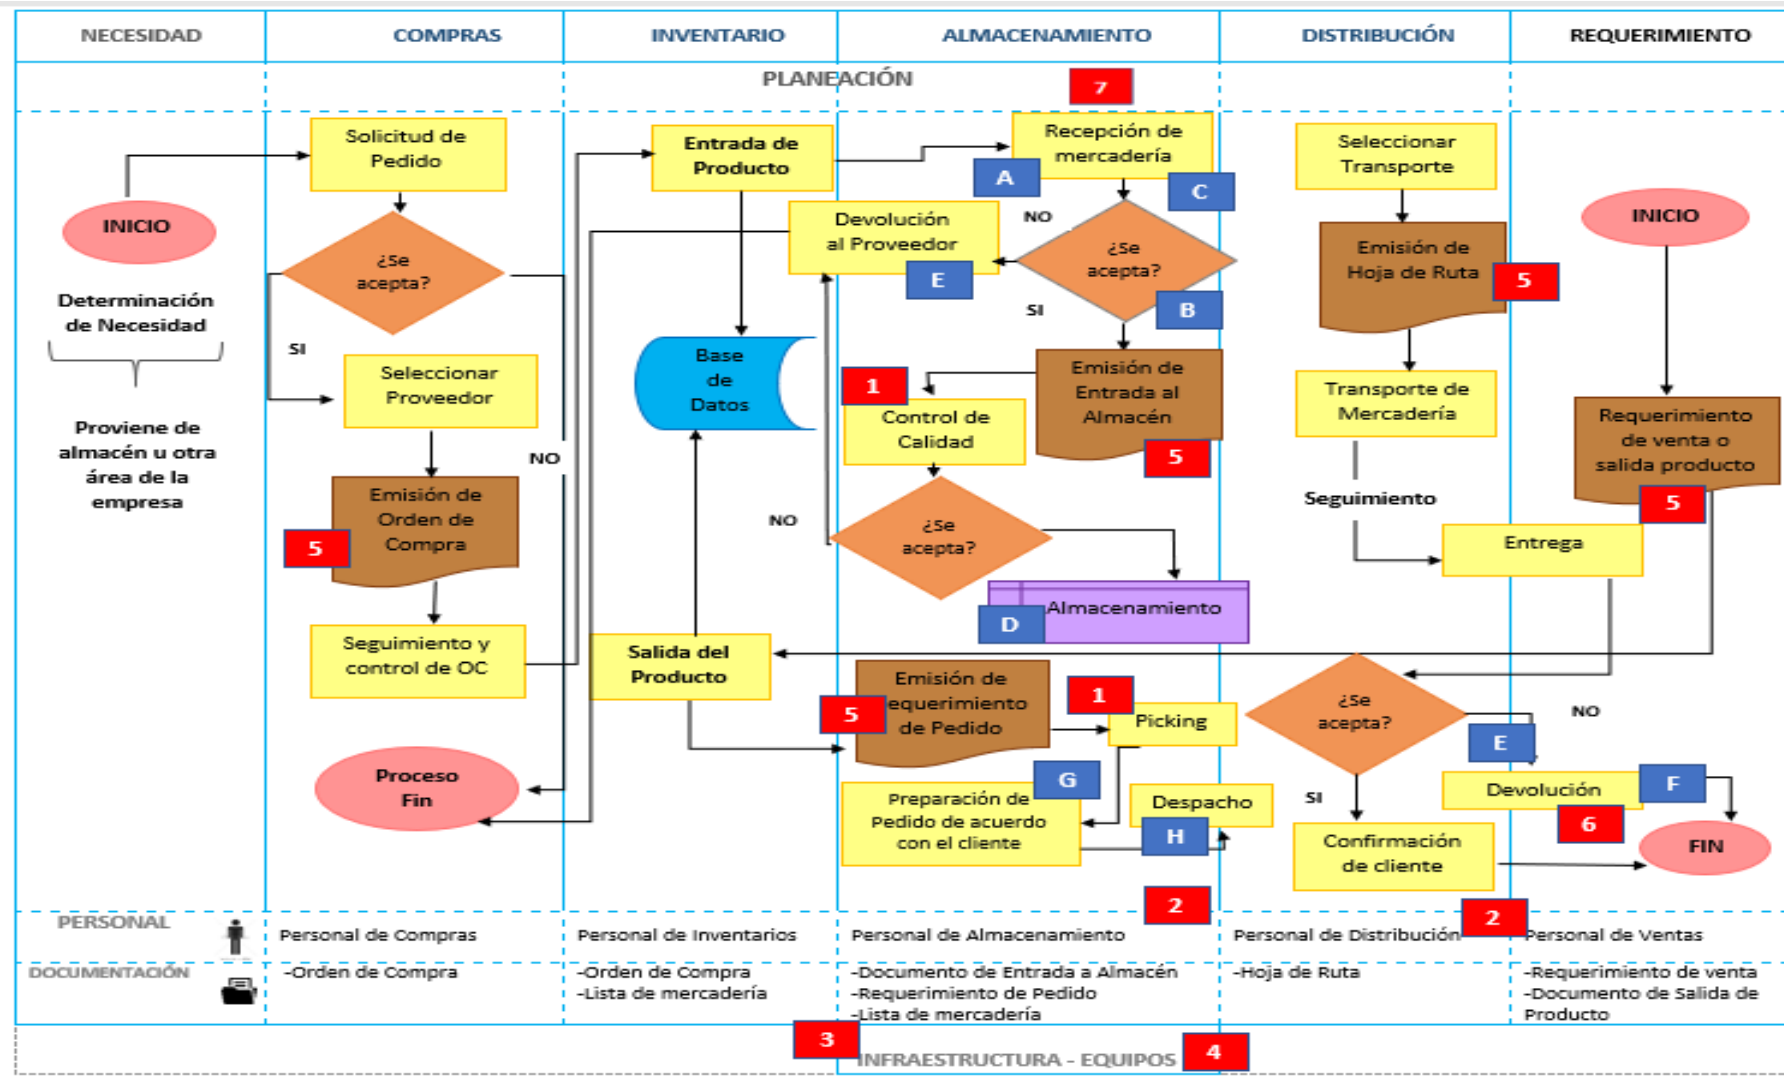 NECESIDAD
COMPRAS
INVENTARIO
ALMACENAMIENTO
DISTRIBUCIÓN
REQUERIMIENTO
PLANEACIÓN
7
INICIO
Determinación
de Necesidad
Proviene de
almacén u otra
área de la
empresa
Solicitud de
Pedido
¿Se
acepta?
SI
NO
Seleccionar
Proveedor
Emisión de
Orden de
Compra
5
Seguimiento y
control de OC
Proceso
Fin
Entrada de
Producto
Base
de
Datos
Salida del
Producto
Recepción de
mercadería
A
C
Devolución
al Proveedor
E
NO
¿Se
acepta?
B
SI
Emisión de
Entrada al
Almacén
5
1
Control de
Calidad
NO
¿Se
acepta?
Almacenamiento
D
Emisión de
equerimiento
de Pedido
5
1
Picking
G
Preparación de
Pedido de acuerdo
con el cliente
Despacho
H
2
Seleccionar
Transporte
Emisión de
Hoja de Ruta
5
Transporte de
Mercadería
Seguimiento
Entrega
¿Se
acepta?
NO
E
SI
Devolución
F
6
Confirmación
de cliente
FIN
2
INICIO
Requerimiento
de venta o
salida producto
5
PERSONAL
Personal de Compras
Personal de Inventarios
Personal de Almacenamiento
Personal de Distribución
Personal de Ventas
DOCUMENTACIÓN
-Orden de Compra
-Orden de Compra
-Lista de mercadería
-Documento de Entrada a Almacén
-Requerimiento de Pedido
-Lista de mercadería
-Hoja de Ruta
-Requerimiento de venta
-Documento de Salida de
Producto
3
INFRAESTRUCTURA - EQUIPOS
4